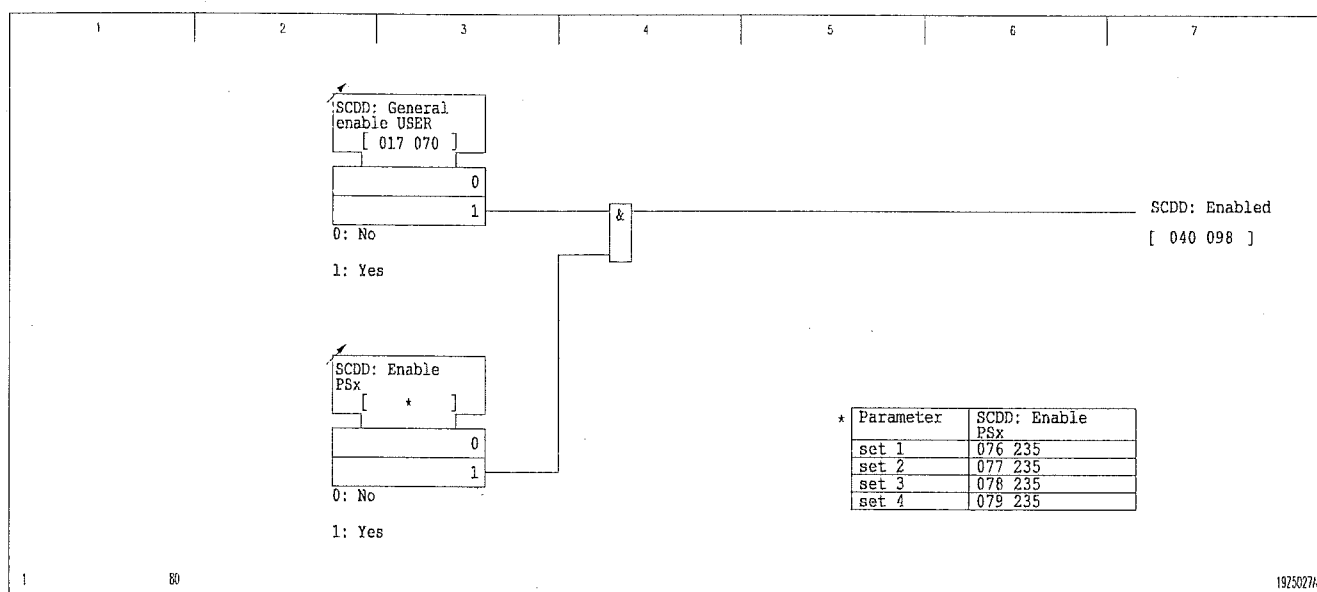 1 2 3 4 5 6 7
SCDD: General
enable USER
[ 017 070 ]
0
1
0: No
1: Yes
&
SCDD: Enabled
[ 040 098 ]
SCDD: Enable
PSx
[ * ]
0
1
0: No
1: Yes
* Parameter SCDD: Enable
PSx
set 1 076 235
set 2 077 235
set 3 078 235
set 4 079 235
1 80